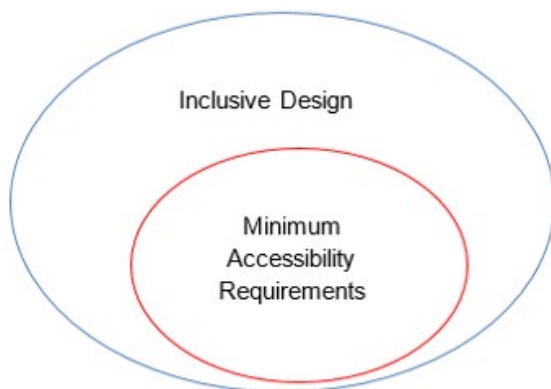 Inclusive Design
Minimum
Accessibility
Requirements